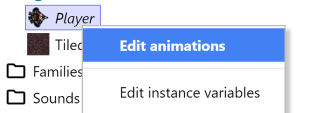 Player
Tiled
Edit animations
Families
Sounds
Edit instance variables